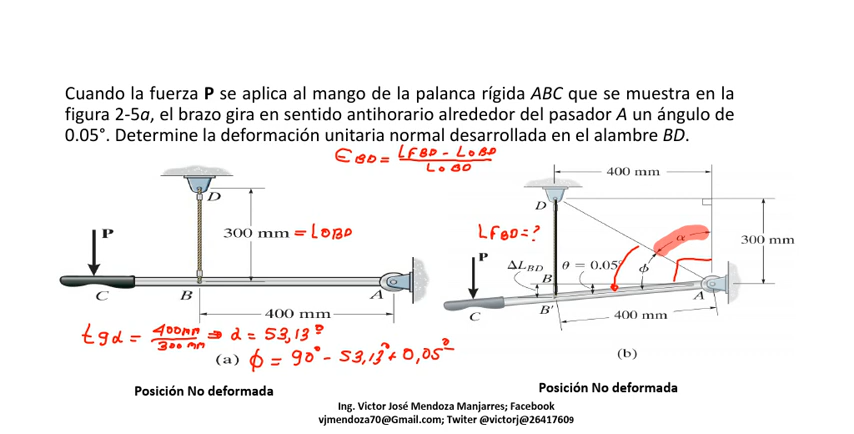 Cuando la fuerza P se aplica al mango de la palanca rígida ABC que se muestra en la
figura 2-5a, el brazo gira en sentido antihorario alrededor del pasador A un ángulo de
0.05°. Determine la deformación unitaria normal desarrollada en el alambre BD.
ϵBD = LFBD - LOBD / LOBD
D
300 mm = LOBD
P
C
B
A
400 mm
tgα = 400mm / 300mm ⇒ α = 53,13°
(a) ϕ = 90° - 53,13° + 0,05°
Posición No deformada
400 mm
D
LFBD = ?
α
300 mm
P
ΔL_BD
θ = 0.05°
ϕ
B
A
C
B'
400 mm
(b)
Posición No deformada
Ing. Victor José Mendoza Manjarres; Facebook
vjmendoza70@Gmail.com; Twiter @victorj@26417609